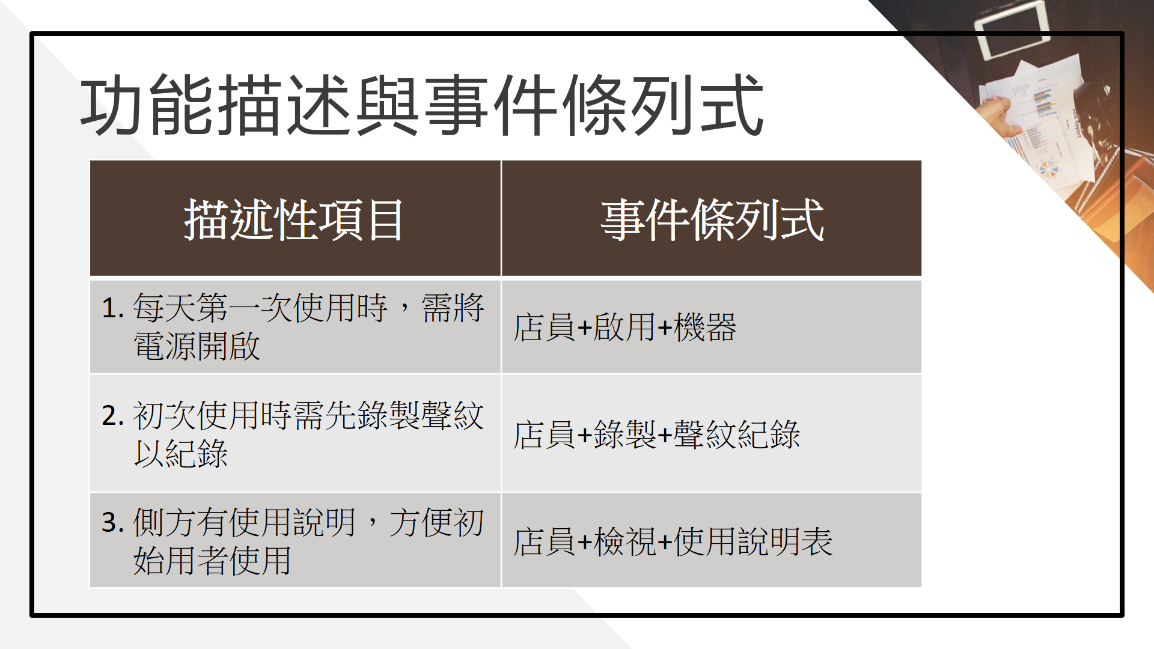 功能描述與事件條列式
描述性項目
事件條列式
1. 每天第一次使用時，需將
電源開啟
店員+啟用+機器
2. 初次使用時需先錄製聲紋
以紀錄
店員+錄製+聲紋紀錄
3. 側方有使用說明，方便初
始用者使用
店員+檢視+使用說明表